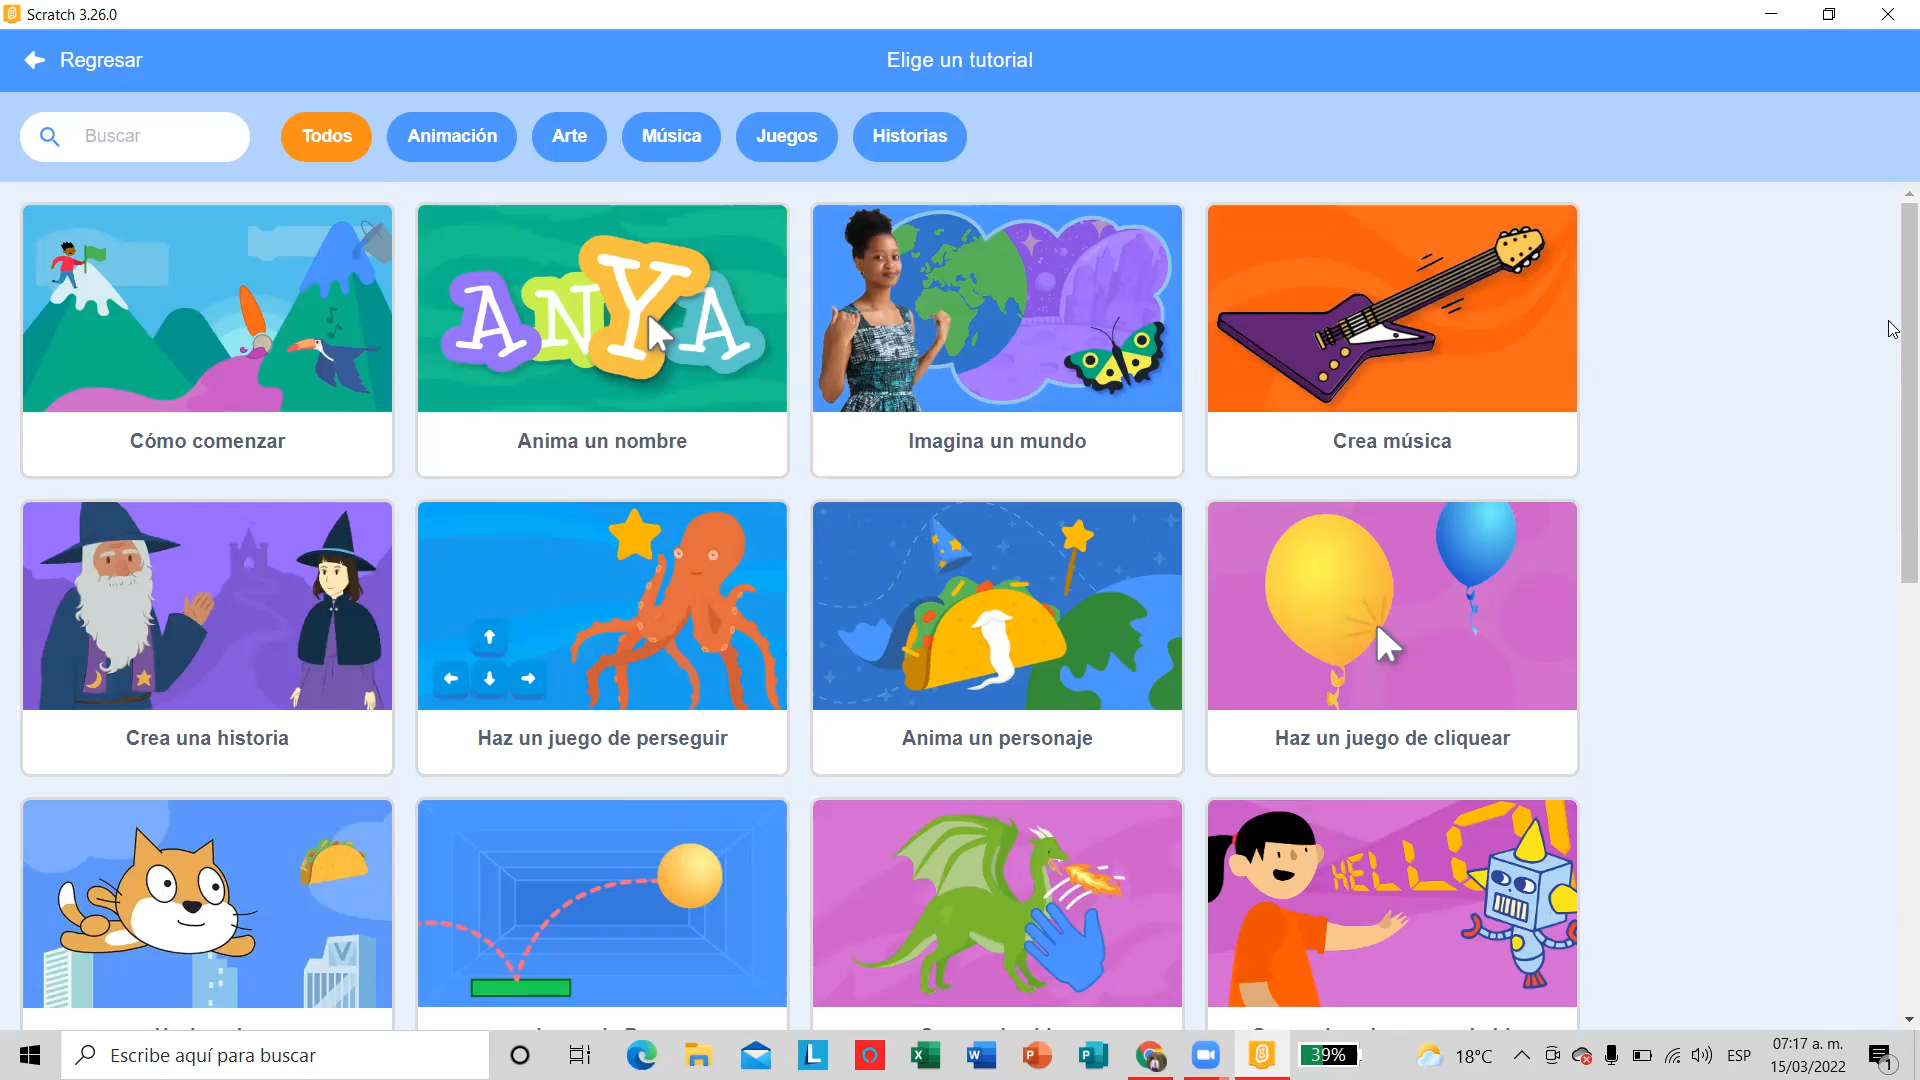 Scratch 3.26.0
Regresar
Elige un tutorial
Buscar
Todos
Animación
Arte
Música
Juegos
Historias
ANYA
Cómo comenzar
Anima un nombre
Imagina un mundo
Crea música
Crea una historia
Haz un juego de perseguir
Anima un personaje
Haz un juego de cliquear
HELLO
Escribe aquí para buscar
39%
18°C
ESP
07:17 a. m.
15/03/2022
1